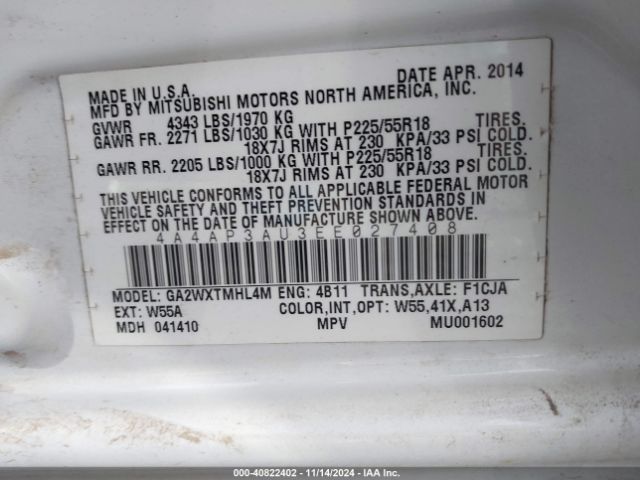 MADE IN U.S.A. DATE APR. 2014
MFD BY MITSUBISHI MOTORS NORTH AMERICA, INC.
GVWR 4343 LBS/1970 KG
GAWR FR. 2271 LBS/1030 KG WITH P225/55R18 TIRES.
18X7J RIMS AT 230 KPA/33 PSI COLD.
GAWR RR. 2205 LBS/1000 KG WITH P225/55R18 TIRES.
18X7J RIMS AT 230 KPA/33 PSI COLD.
THIS VEHICLE CONFORMS TO ALL APPLICABLE FEDERAL MOTOR
VEHICLE SAFETY AND THEFT PREVENTION STANDARDS IN
EFFECT ON THE DATE OF MANUFACTURE SHOWN ABOVE.
4A4AP3AU3EE027408
MODEL: GA2WXTMHL4M ENG: 4B11 TRANS,AXLE: F1CJA
EXT: W55A COLOR,INT,OPT: W55,41X,A13
MDH 041410 MPV MU001602
000-40822402 - 11/14/2024 - IAA Inc.